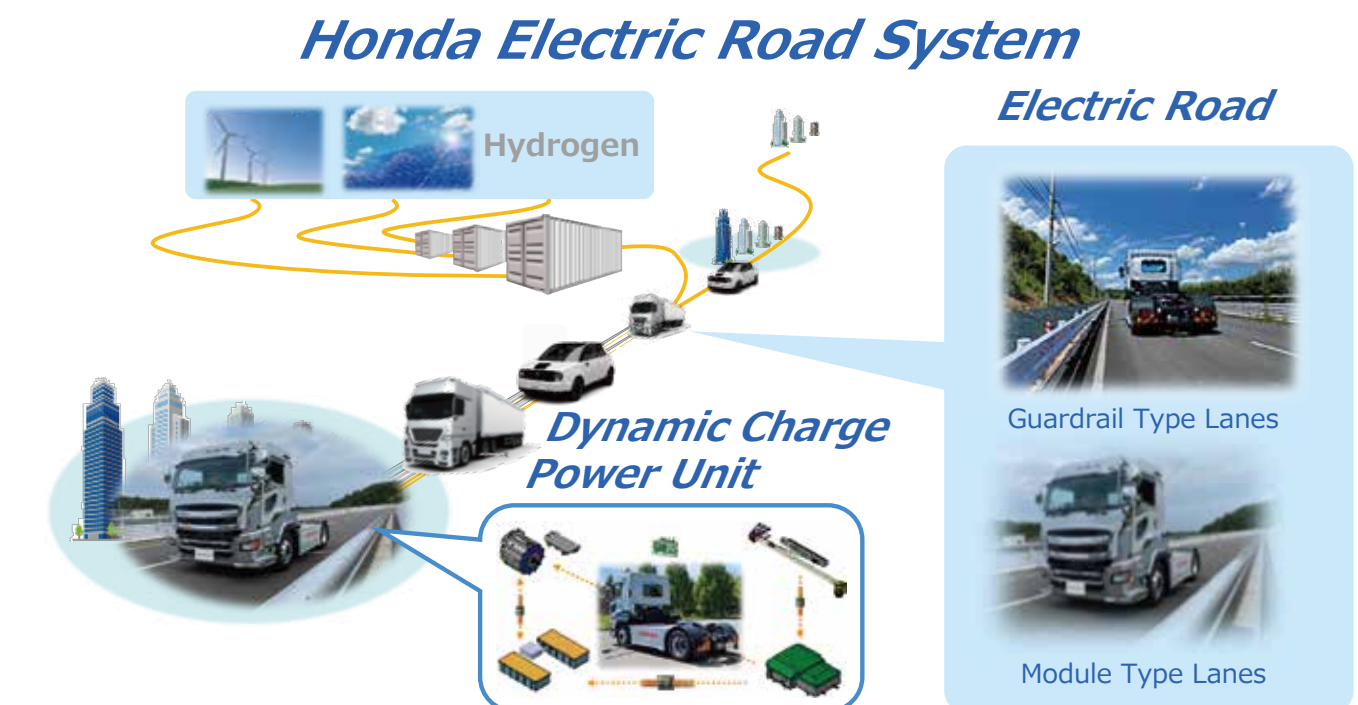 Honda Electric Road System
Electric Road
Hydrogen
Guardrail Type Lanes
Dynamic Charge
Power Unit
Module Type Lanes